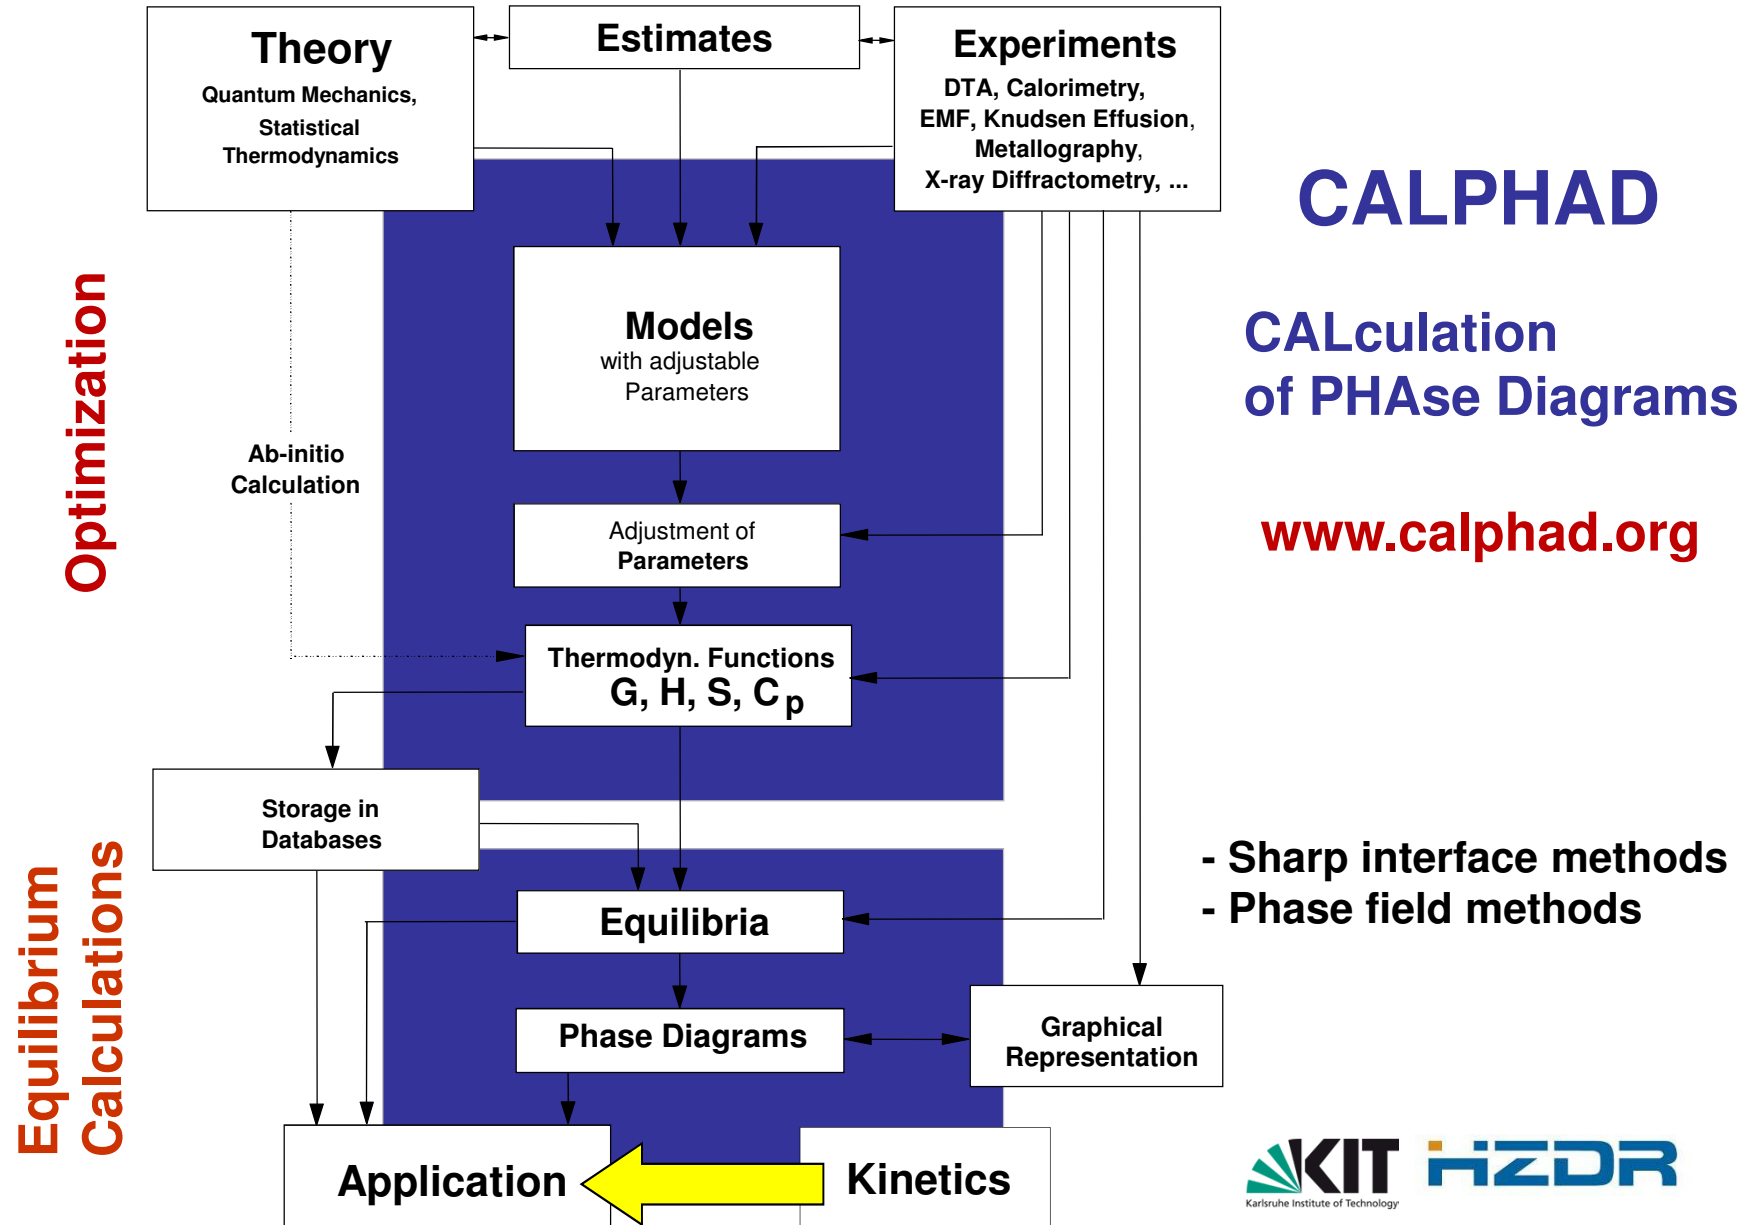 Theory
Quantum Mechanics,
Statistical
Thermodynamics
Estimates
Experiments
DTA, Calorimetry,
EMF, Knudsen Effusion,
Metallography,
X-ray Diffractometry, ...
CALPHAD
CALculation
of PHAse Diagrams
www.calphad.org
Optimization
Models
with adjustable
Parameters
Ab-initio
Calculation
Adjustment of
Parameters
Thermodyn. Functions
G, H, S, Cp
Storage in
Databases
- Sharp interface methods
- Phase field methods
Equilibrium
Calculations
Equilibria
Phase Diagrams
Graphical
Representation
Application
Kinetics
KIT
Karlsruhe Institute of Technology
HZDR